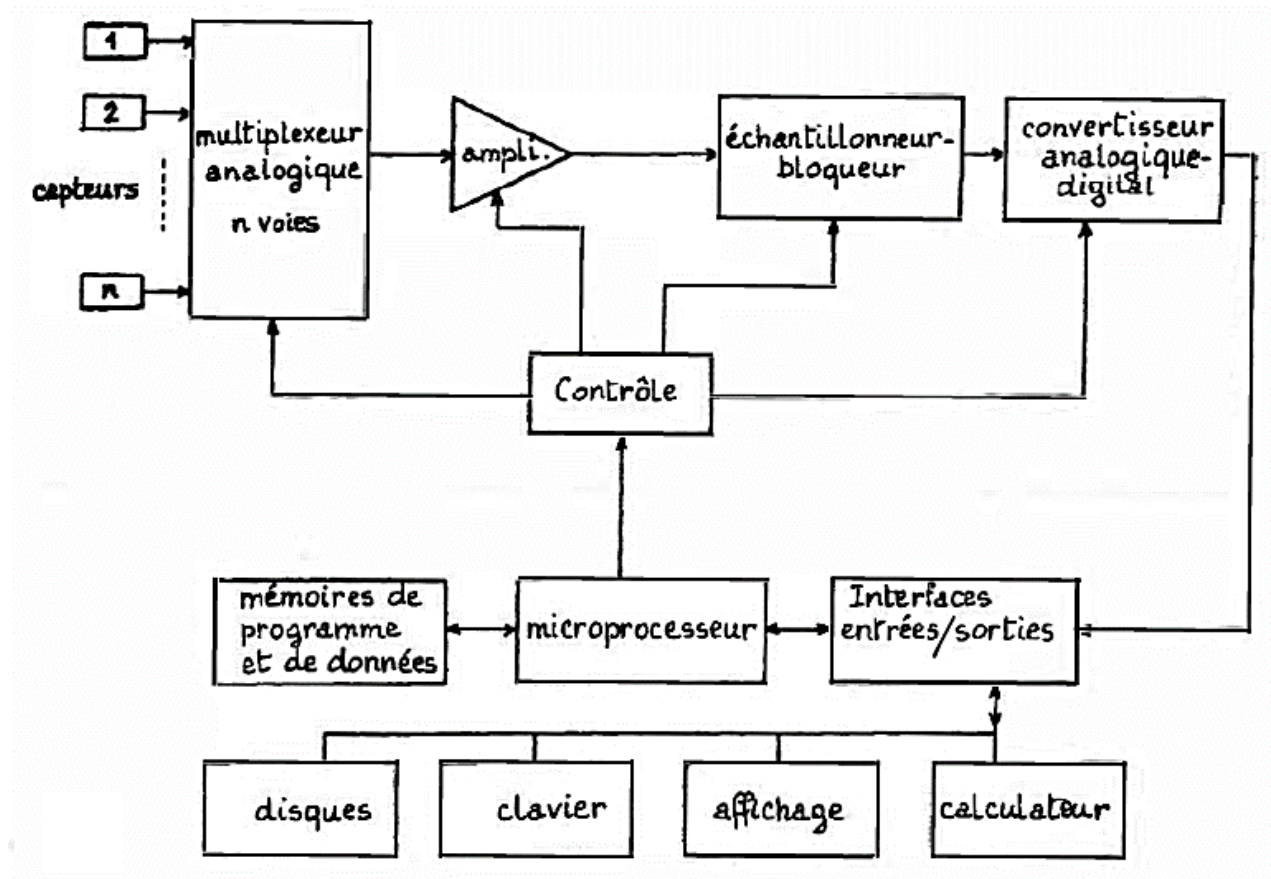 1
2
capteurs
n
multiplexeur
analogique
n voies
ampli.
échantillonneur-
bloqueur
convertisseur
analogique-
digital
Contrôle
mémoires de
programme
et de données
microprocesseur
Interfaces
entrées/sorties
disques
clavier
affichage
calculateur